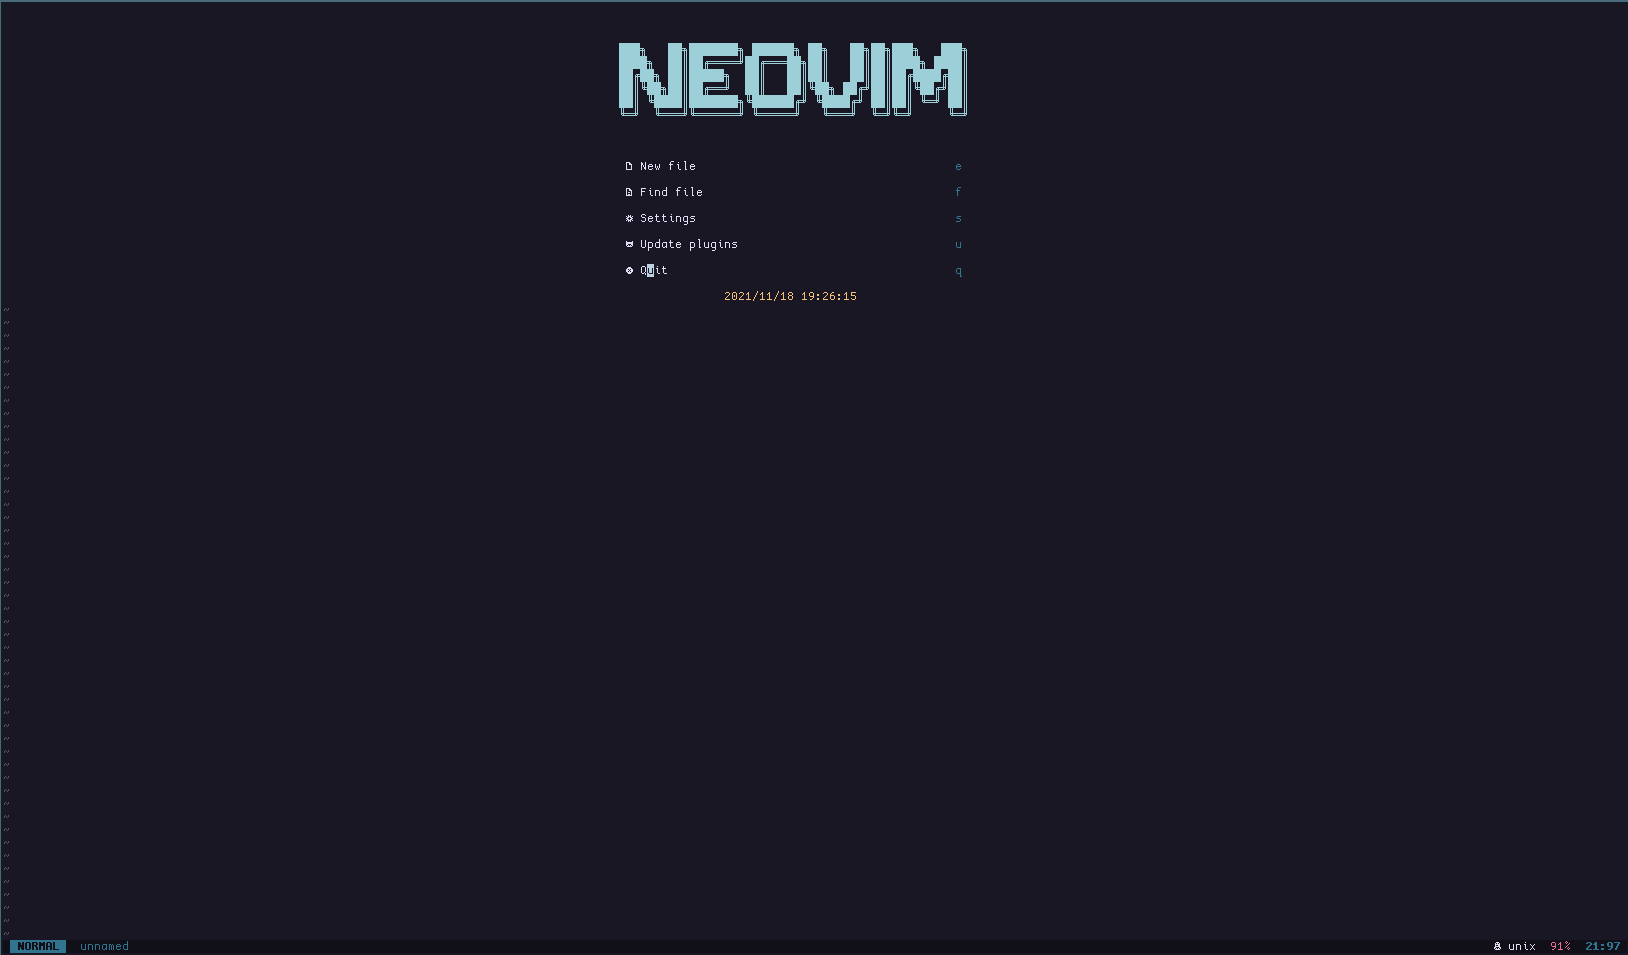 NEOVIM
New file e
Find file f
Settings s
Update plugins u
Quit q
2021/11/18 19:26:15
NORMAL unnamed unix 91% 21:97